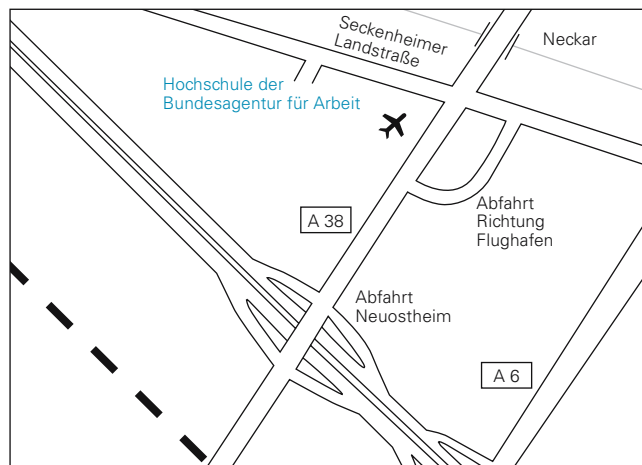 Seckenheimer
Landstraße
Neckar
Hochschule der
Bundesagentur für Arbeit
A 38
Abfahrt
Richtung
Flughafen
Abfahrt
Neuostheim
A 6